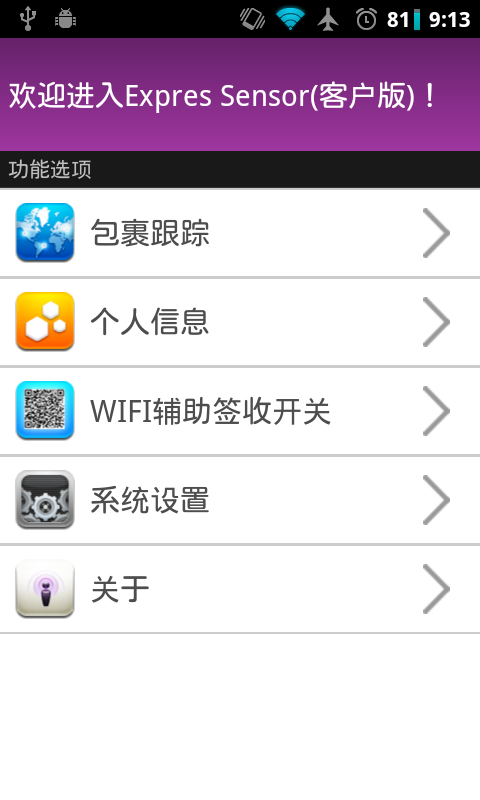 81 9:13
欢迎进入Expres Sensor(客户版)！
功能选项
包裹跟踪
个人信息
WIFI辅助签收开关
系统设置
关于